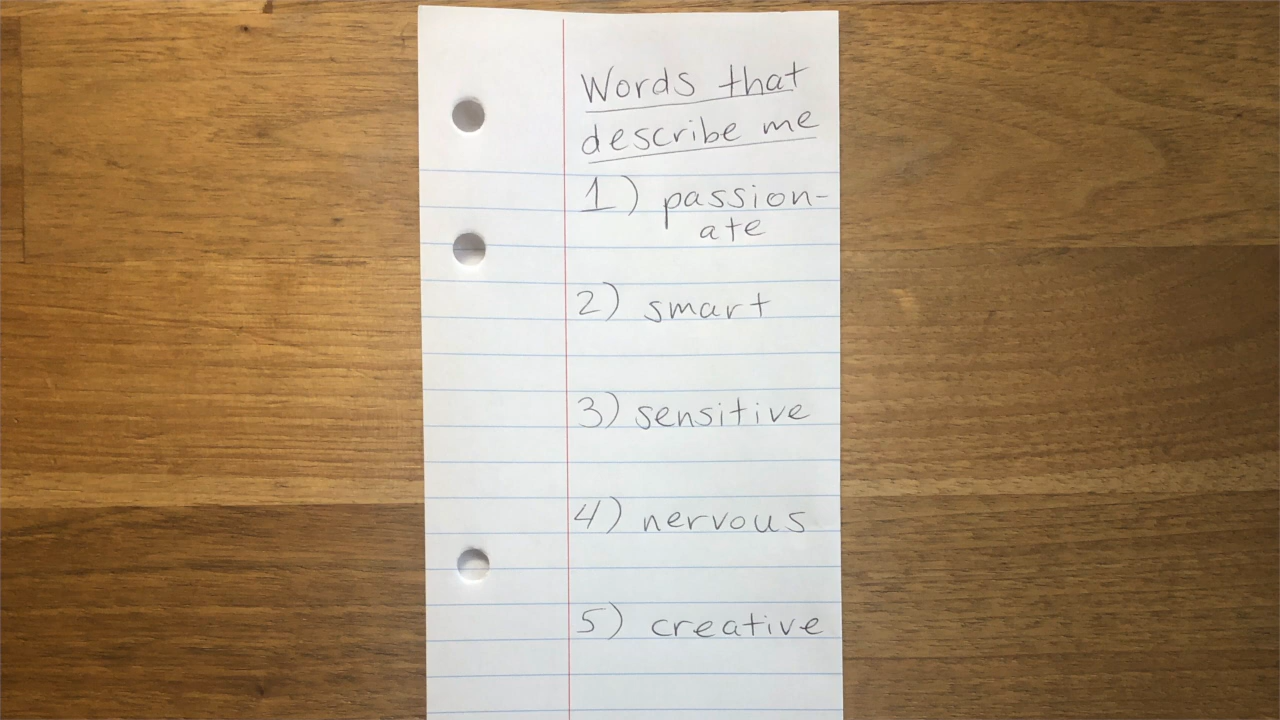 Words that
describe me
1) passion-
ate
2) smart
3) sensitive
4) nervous
5) creative